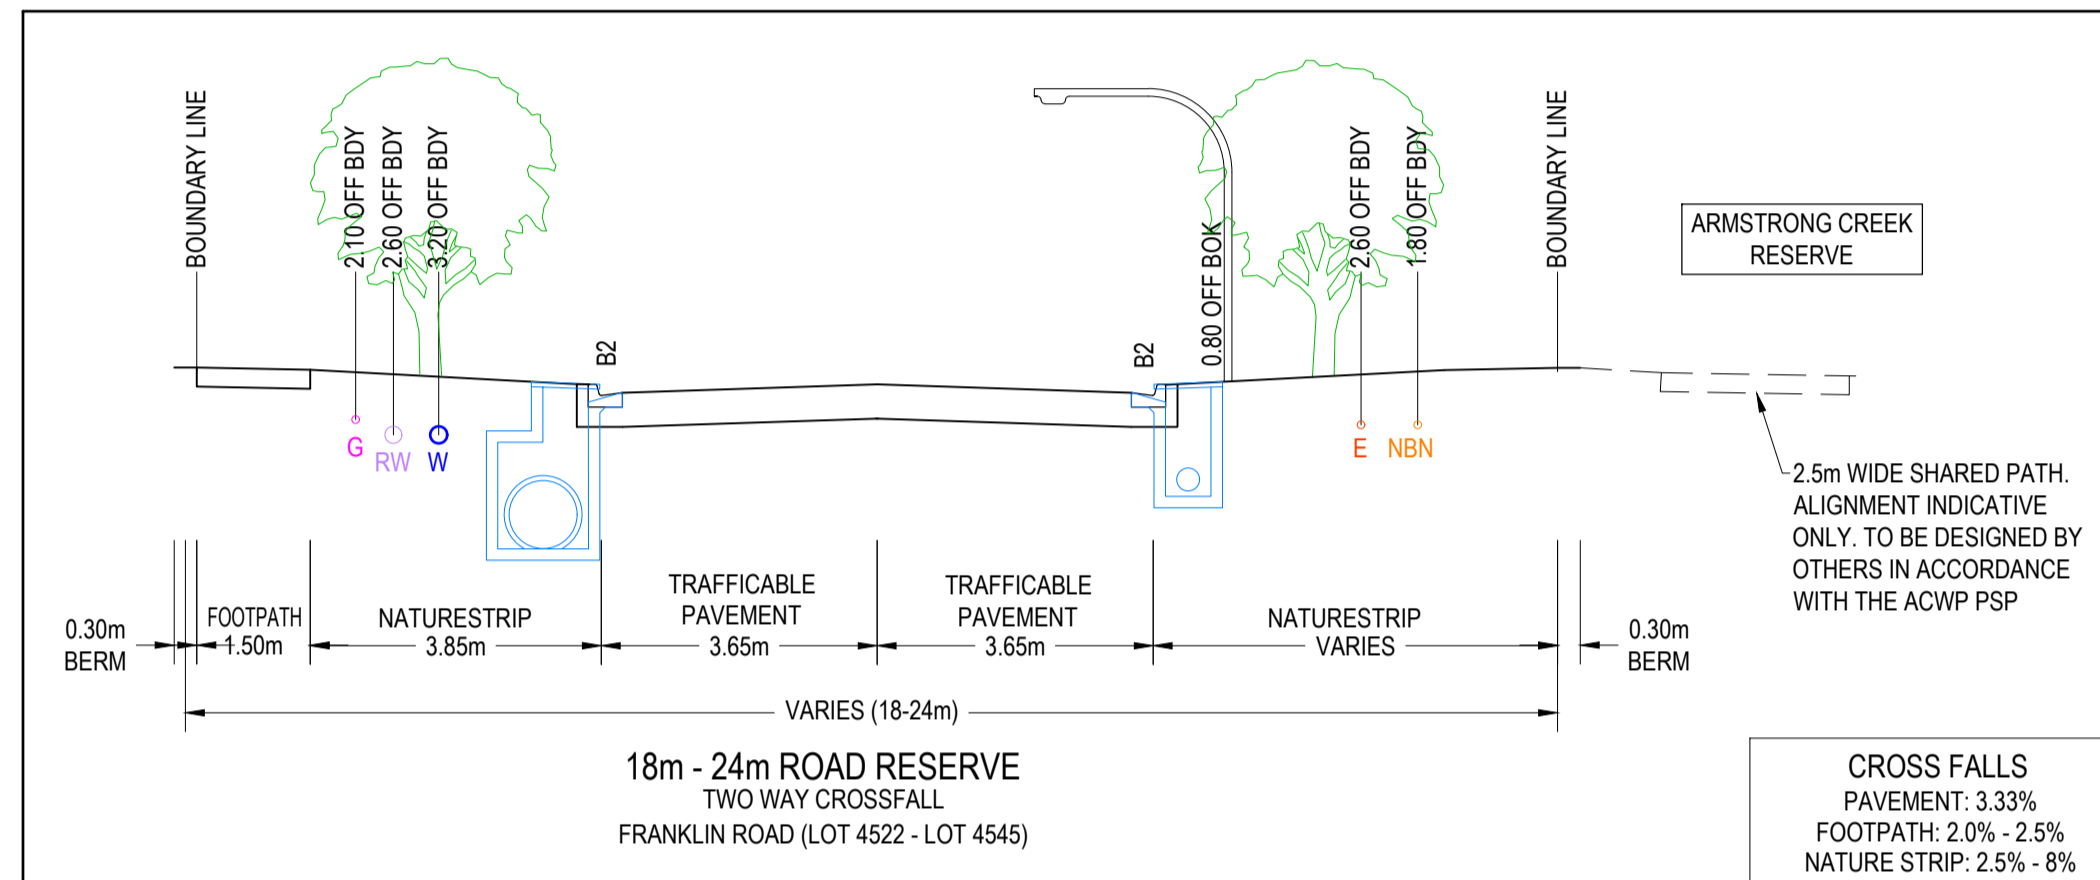 BOUNDARY LINE
2.10 OFF BDY
2.60 OFF BDY
3.20 OFF BDY
B2
B2
0.80 OFF BOK
2.60 OFF BDY
1.80 OFF BDY
BOUNDARY LINE
ARMSTRONG CREEK
RESERVE
G
RW
W
E
NBN
2.5m WIDE SHARED PATH.
ALIGNMENT INDICATIVE
ONLY. TO BE DESIGNED BY
OTHERS IN ACCORDANCE
WITH THE ACWP PSP
0.30m
BERM
FOOTPATH
1.50m
NATURESTRIP
3.85m
TRAFFICABLE
PAVEMENT
3.65m
TRAFFICABLE
PAVEMENT
3.65m
NATURESTRIP
VARIES
0.30m
BERM
VARIES (18-24m)
18m - 24m ROAD RESERVE
TWO WAY CROSSFALL
FRANKLIN ROAD (LOT 4522 - LOT 4545)
CROSS FALLS
PAVEMENT: 3.33%
FOOTPATH: 2.0% - 2.5%
NATURE STRIP: 2.5% - 8%